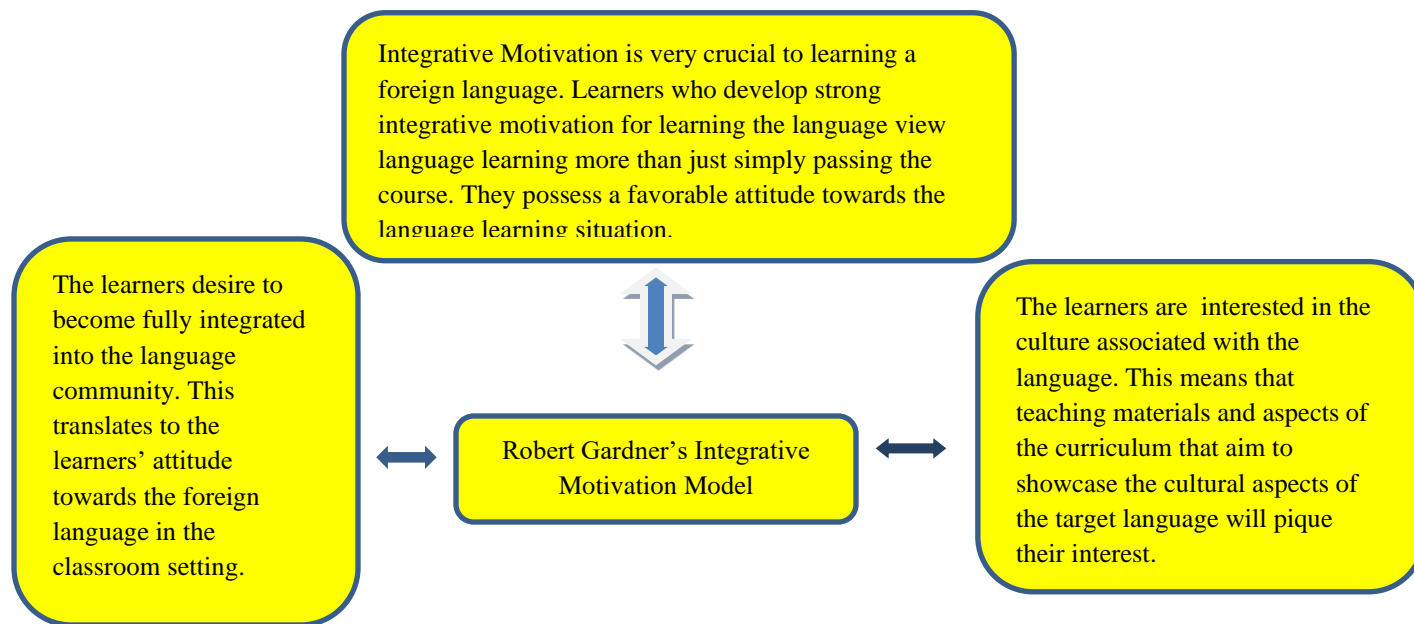 Integrative Motivation is very crucial to learning a
foreign language. Learners who develop strong
integrative motivation for learning the language view
language learning more than just simply passing the
course. They possess a favorable attitude towards the
language learning situation.
The learners desire to
become fully integrated
into the language
community. This
translates to the
learners’ attitude
towards the foreign
language in the
classroom setting.
Robert Gardner’s Integrative
Motivation Model
The learners are interested in the
culture associated with the
language. This means that
teaching materials and aspects of
the curriculum that aim to
showcase the cultural aspects of
the target language will pique
their interest.